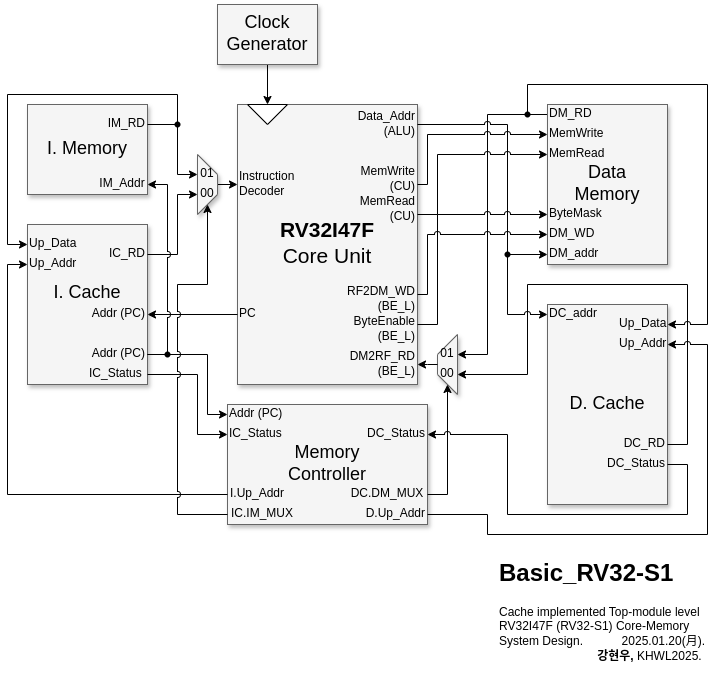 Clock
Generator
IM_RD
I. Memory
IM_Addr
01
00
Instruction
Decoder
Data_Addr
(ALU)
MemWrite
(CU)
MemRead
(CU)
RV32I47F
Core Unit
PC
RF2DM_WD
(BE_L)
ByteEnable
(BE_L)
DM2RF_RD
(BE_L)
DM_RD
MemWrite
MemRead
Data
Memory
ByteMask
DM_WD
DM_addr
Up_Data
Up_Addr
IC_RD
I. Cache
Addr (PC)
Addr (PC)
IC_Status
01
00
DC_addr
Up_Data
Up_Addr
D. Cache
DC_RD
DC_Status
Addr (PC)
IC_Status
DC_Status
Memory
Controller
I.Up_Addr
DC.DM_MUX
IC.IM_MUX
D.Up_Addr
Basic_RV32-S1
Cache implemented Top-module level
RV32I47F (RV32-S1) Core-Memory
System Design. 2025.01.20(月).
강현우, KHWL2025.